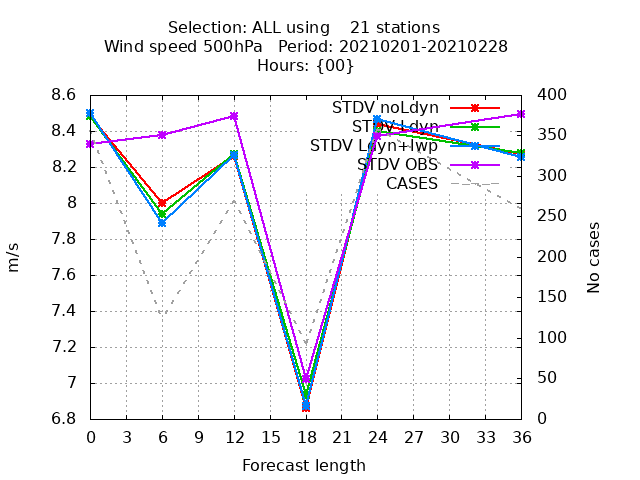 Selection: ALL using    21 stations
Wind speed 500hPa   Period: 20210201-20210228
Hours: {00}
8.6
8.4
8.2
8
7.8
7.6
7.4
7.2
7
6.8
m/s
STDV noLdyn
STDV Ldyn
STDV Ldyn+lwp
STDV OBS
CASES
400
350
300
250
200
150
100
50
0
No cases
0 3 6 9 12 15 18 21 24 27 30 33 36
Forecast length